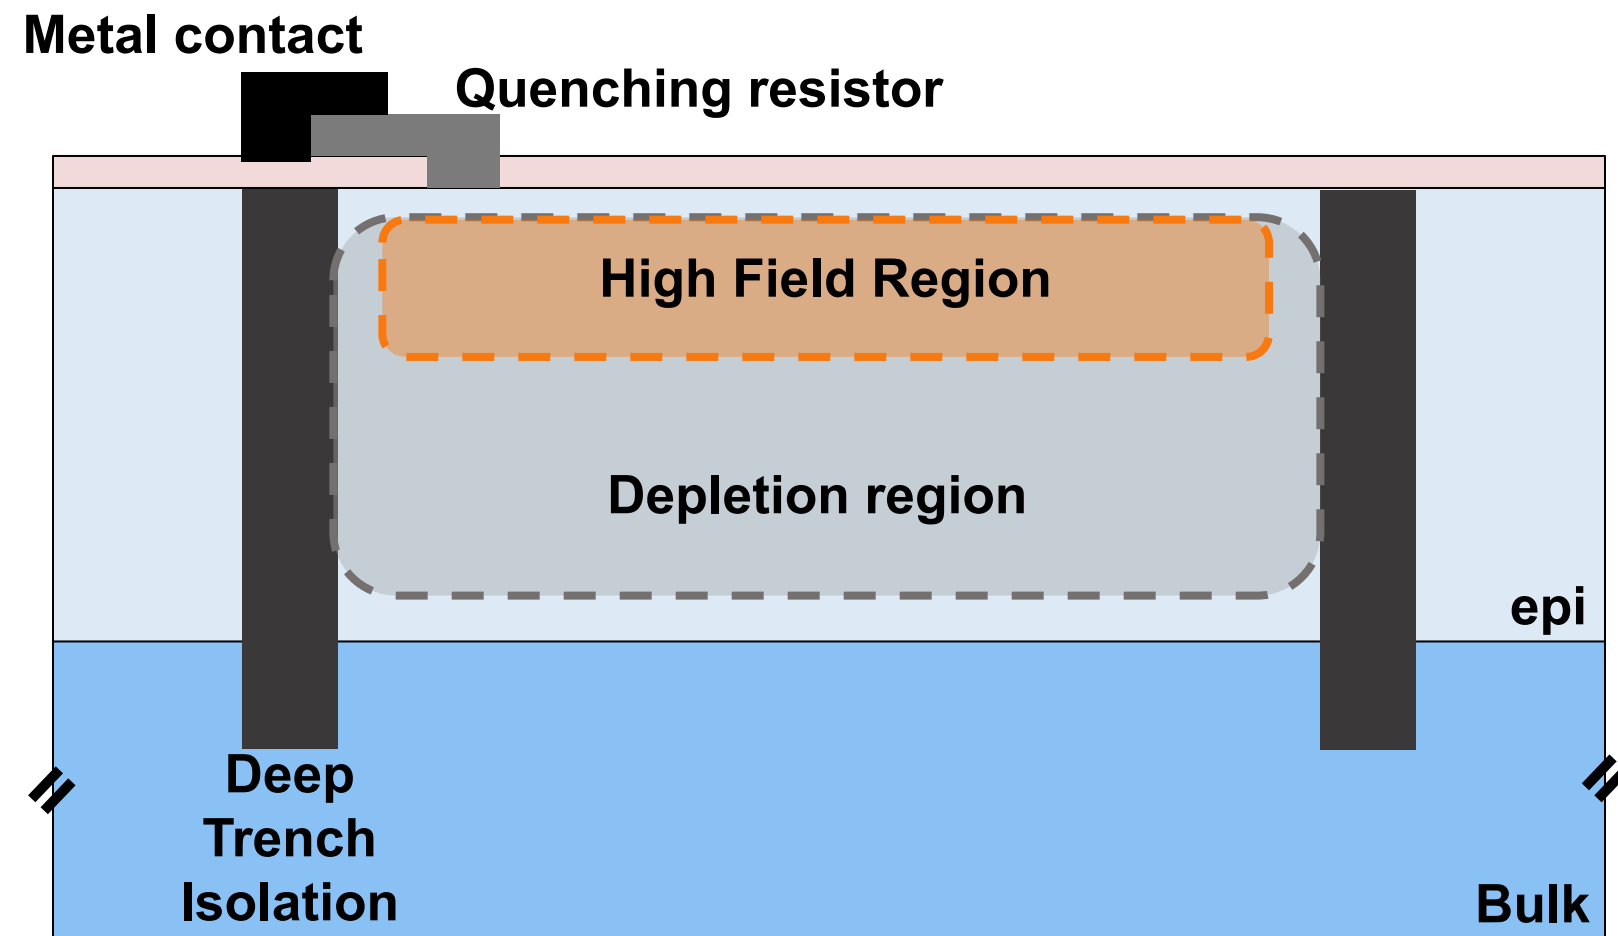 Metal contact
Quenching resistor
High Field Region
Depletion region
epi
Deep
Trench
Isolation
Bulk